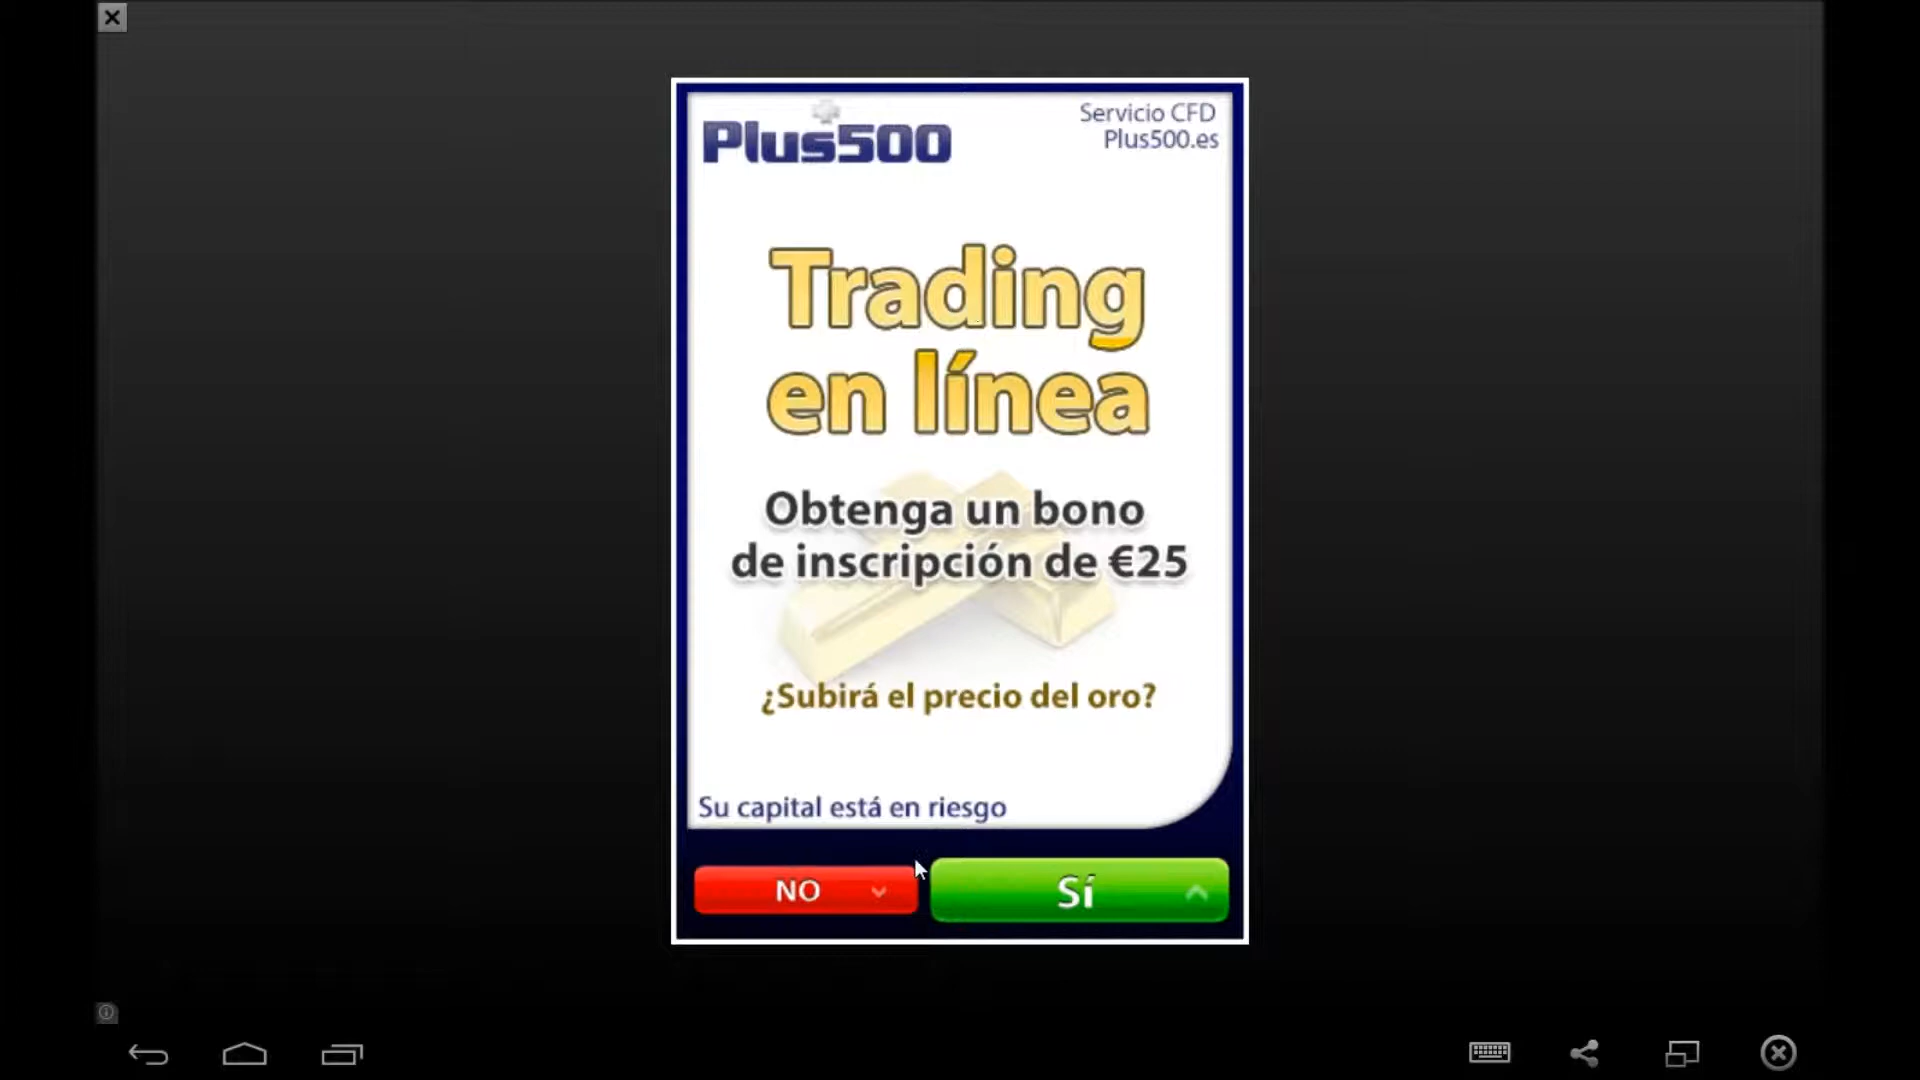 Plus500
Servicio CFD
Plus500.es
Trading
en línea
Obtenga un bono
de inscripción de €25
¿Subirá el precio del oro?
Su capital está en riesgo
NO
Sí